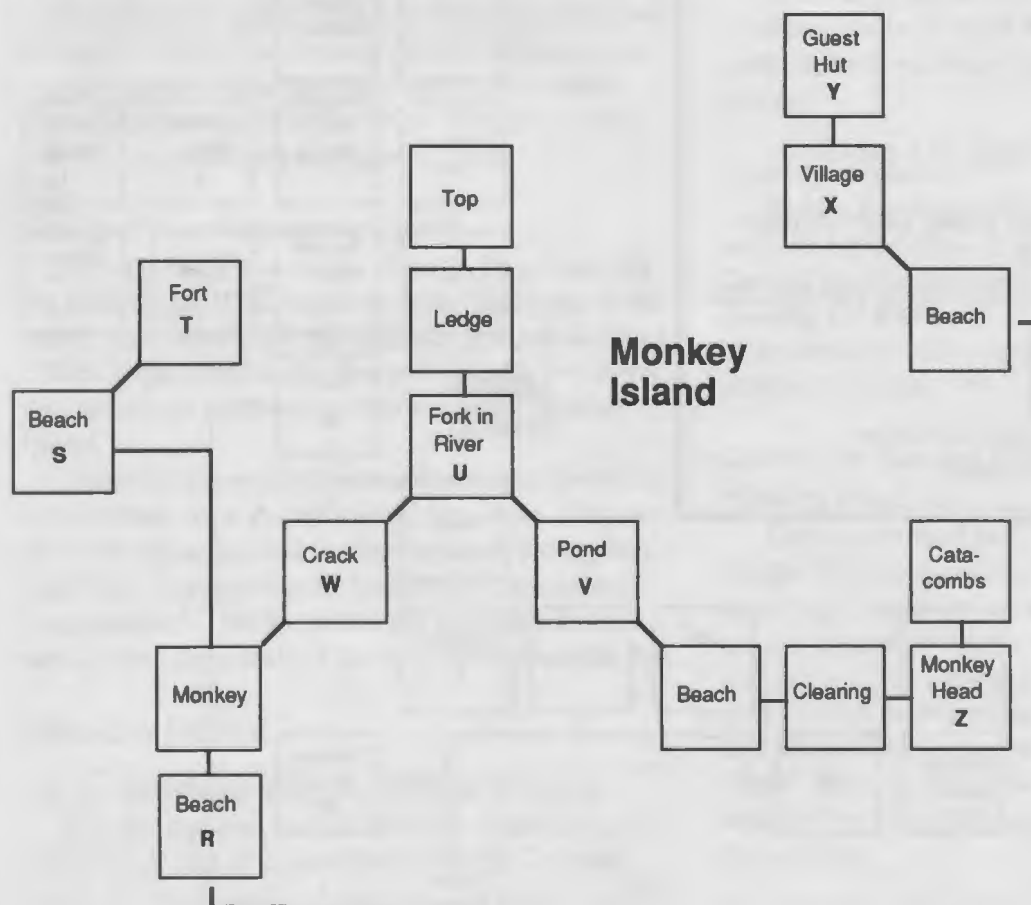 Guest
Hut
Y
Village
X
Top
Fort
T
Ledge
Beach
Monkey
Island
Beach
S
Fork in
River
U
Crack
W
Pond
V
Cata-
combs
Monkey
Beach
Clearing
Monkey
Head
Z
Beach
R